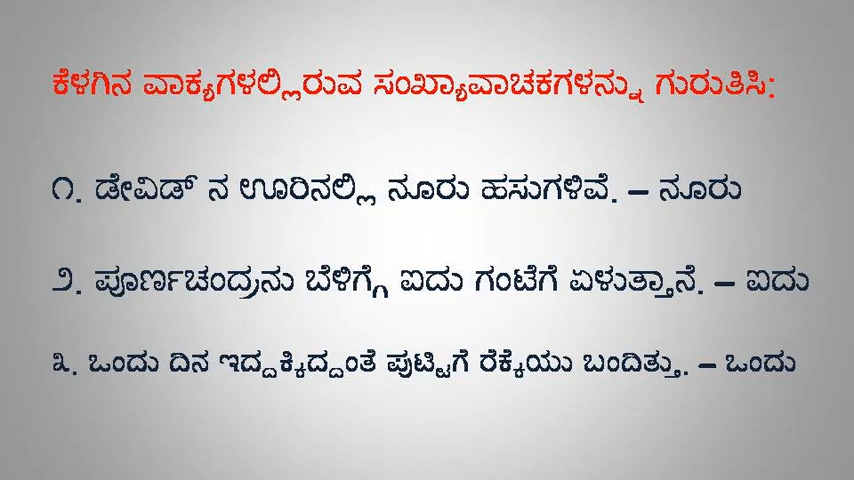 ಕೆಳಗಿನ ವಾಕ್ಯಗಳಲ್ಲಿರುವ ಸಂಖ್ಯಾವಾಚಕಗಳನ್ನು ಗುರುತಿಸಿ:
೧. ಡೇವಿಡ್ ನ ಊರಿನಲ್ಲಿ ನೂರು ಹಸುಗಳಿವೆ. – ನೂರು
೨. ಪೂರ್ಣಚಂದ್ರನು ಬೆಳಿಗ್ಗೆ ಐದು ಗಂಟೆಗೆ ಏಳುತ್ತಾನೆ. – ಐದು
೩. ಒಂದು ದಿನ ಇದ್ದಕ್ಕಿದ್ದಂತೆ ಪುಟ್ಟಿಗೆ ರೆಕ್ಕೆಯು ಬಂದಿತ್ತು. – ಒಂದು